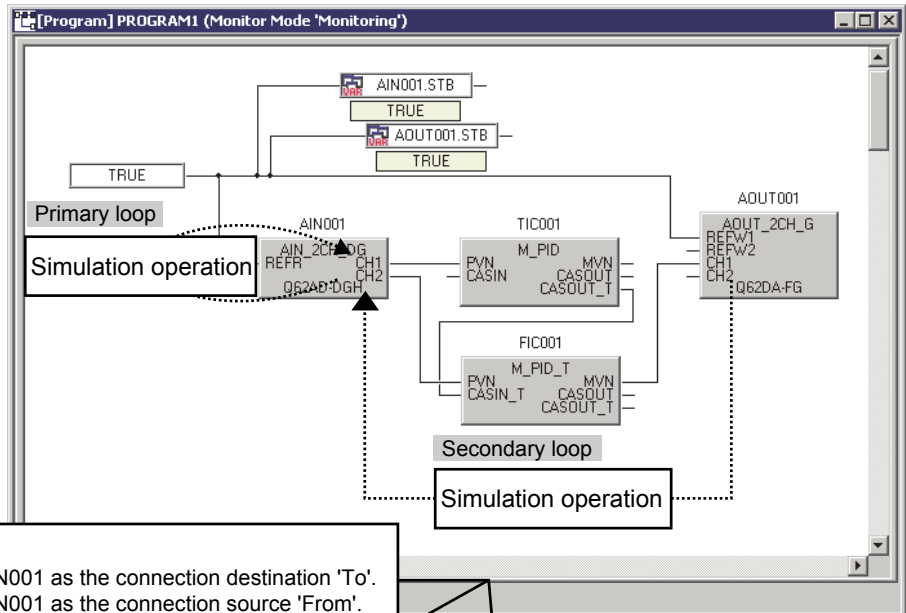 [Program] PROGRAM1 (Monitor Mode 'Monitoring')
VAR AIN001.STB
TRUE
VAR AOUT001.STB
TRUE
TRUE
Primary loop
Simulation operation
AIN001
AIN_2CH_DG
REFR CH1
CH2
Q62AD-DGH
TIC001
M_PID
PVN MVN
CASIN CASOUT
CASOUT_T
AOUT001
AOUT_2CH_G
REFW1
REFW2
CH1
CH2
Q62DA-FG
FIC001
M_PID_T
PVN MVN
CASIN_T CASOUT
CASOUT_T
Secondary loop
Simulation operation
N001 as the connection destination 'To'.
N001 as the connection source 'From'.